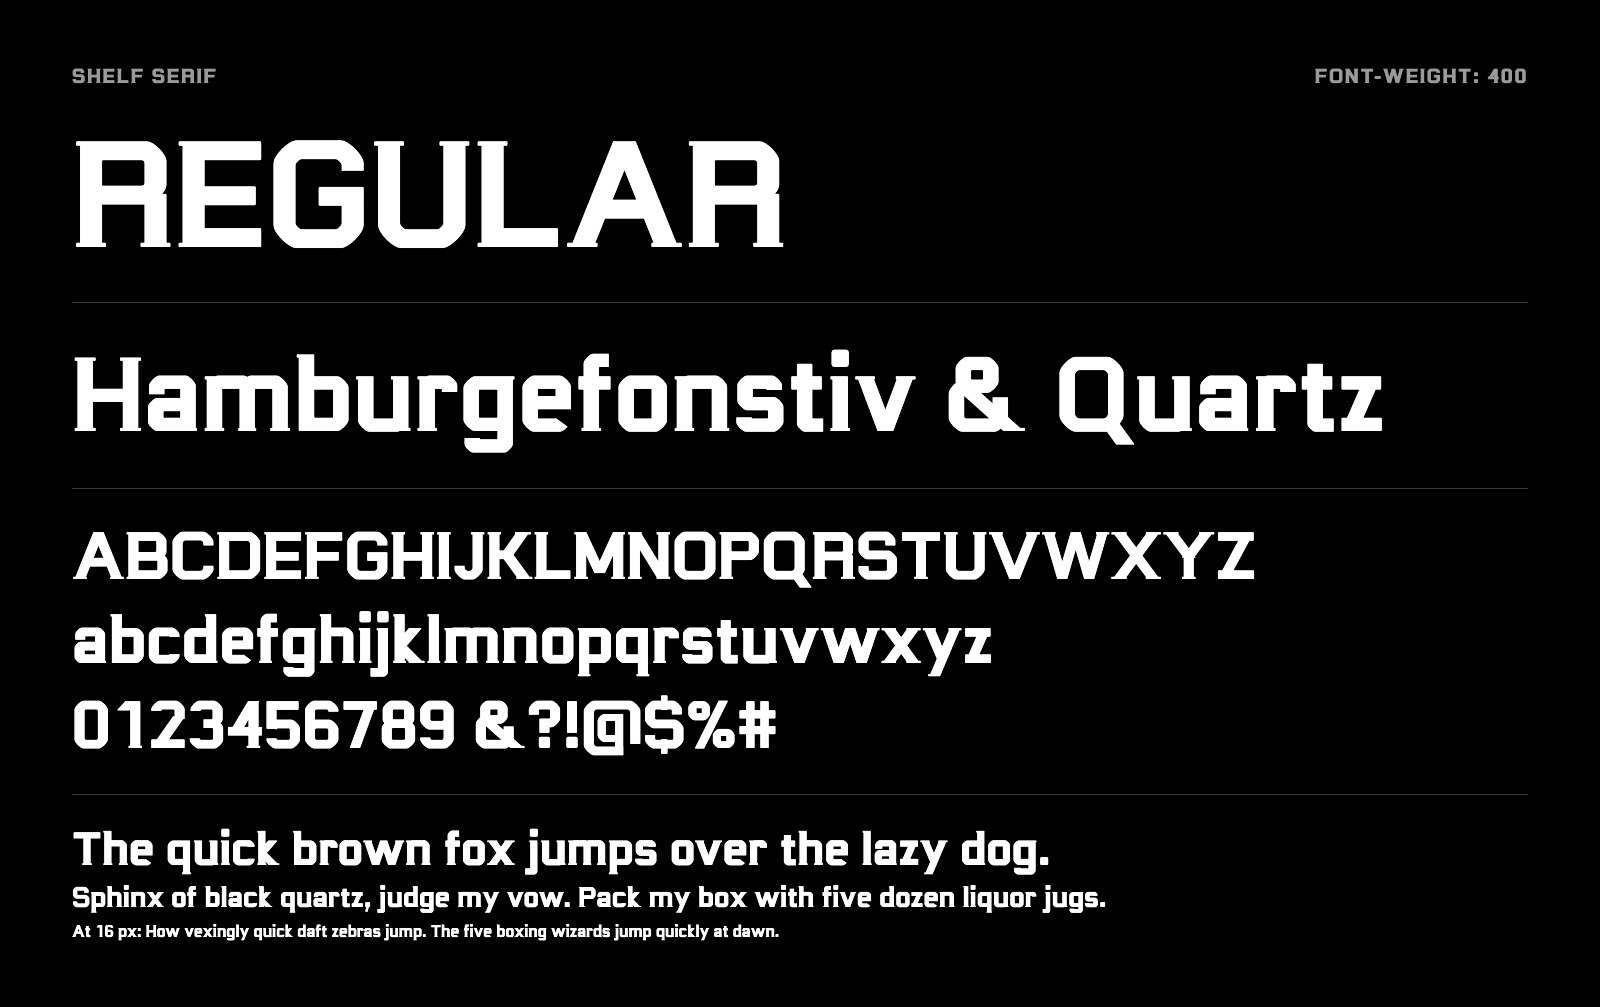 SHELF SERIF
FONT-WEIGHT: 400
REGULAR
Hamburgefonstiv & Quartz
ABCDEFGHIJKLMNOPQRSTUVWXYZ
abcdefghijklmnopqrstuvwxyz
0123456789 &?!@$%#
The quick brown fox jumps over the lazy dog.
Sphinx of black quartz, judge my vow. Pack my box with five dozen liquor jugs.
At 16 px: How vexingly quick daft zebras jump. The five boxing wizards jump quickly at dawn.